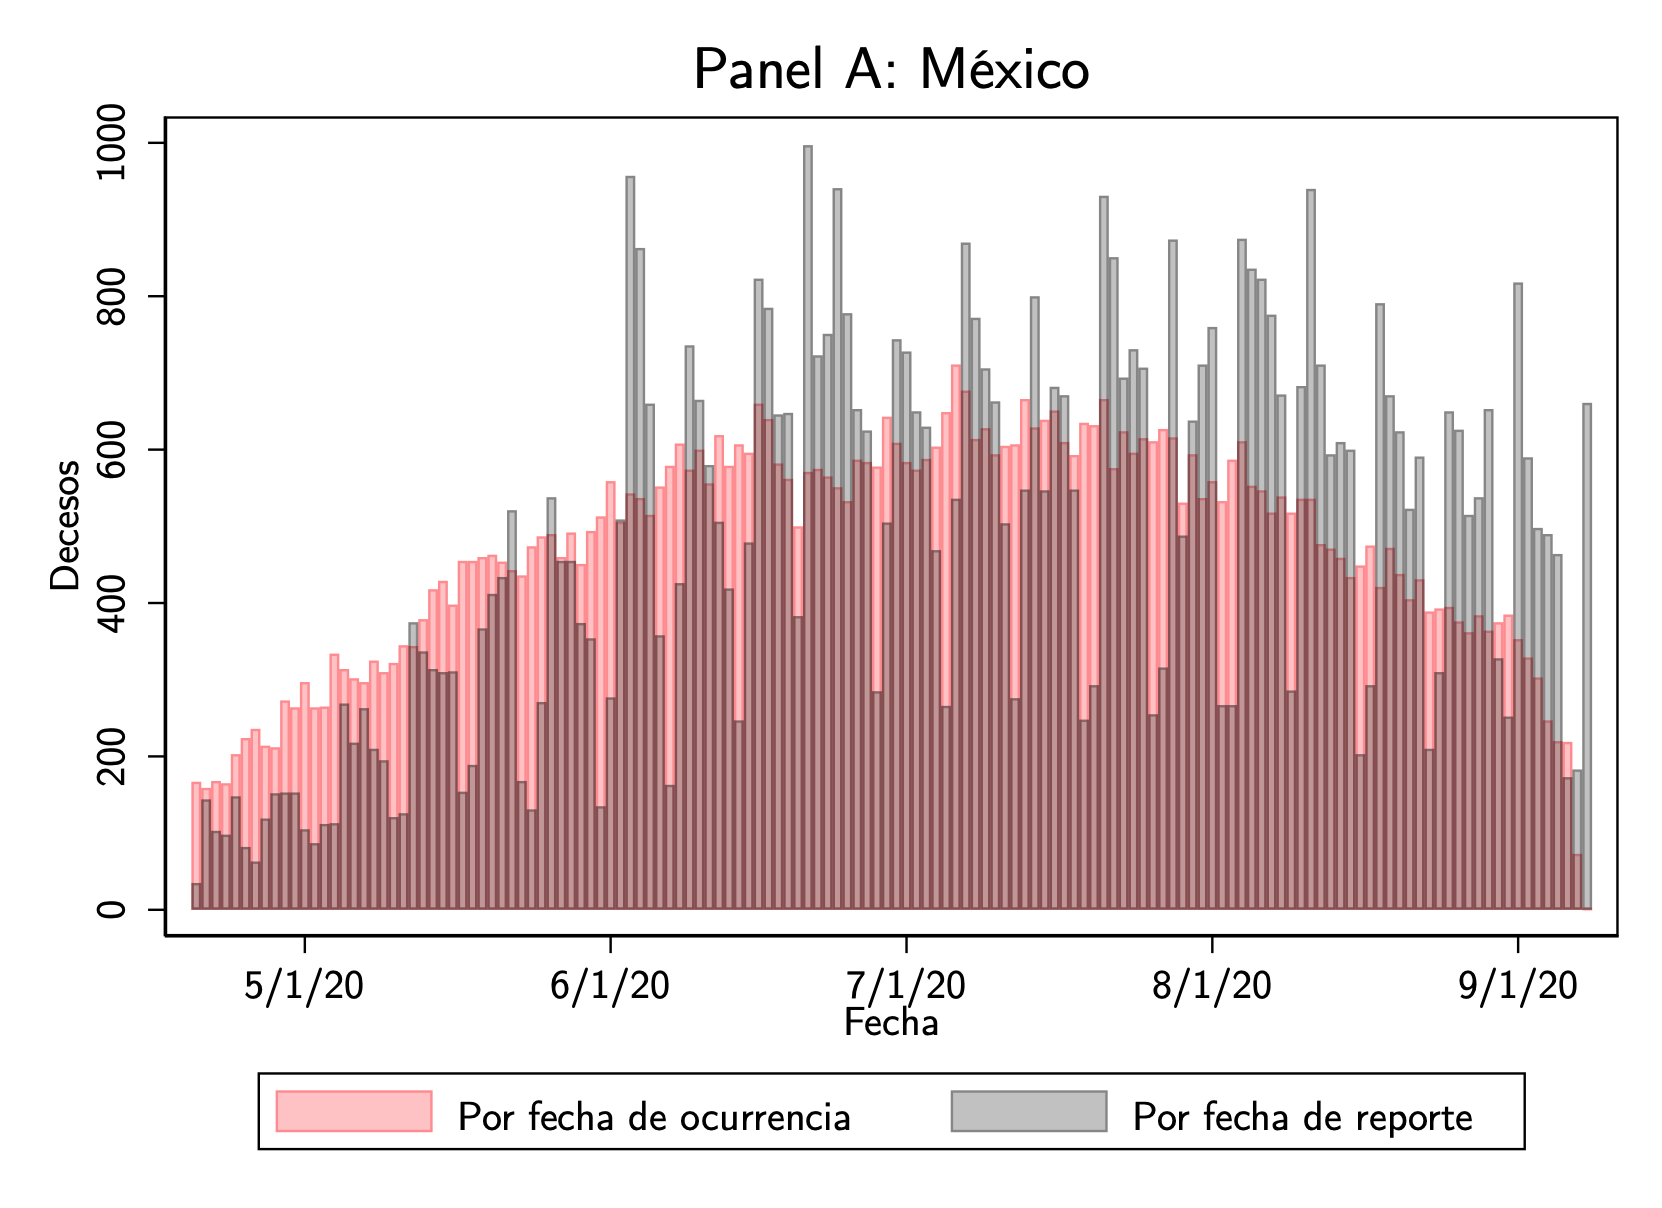 Panel A: México
1000
800
600
400
200
0
Decesos
5/1/20 6/1/20 7/1/20 8/1/20 9/1/20
Fecha
Por fecha de ocurrencia Por fecha de reporte